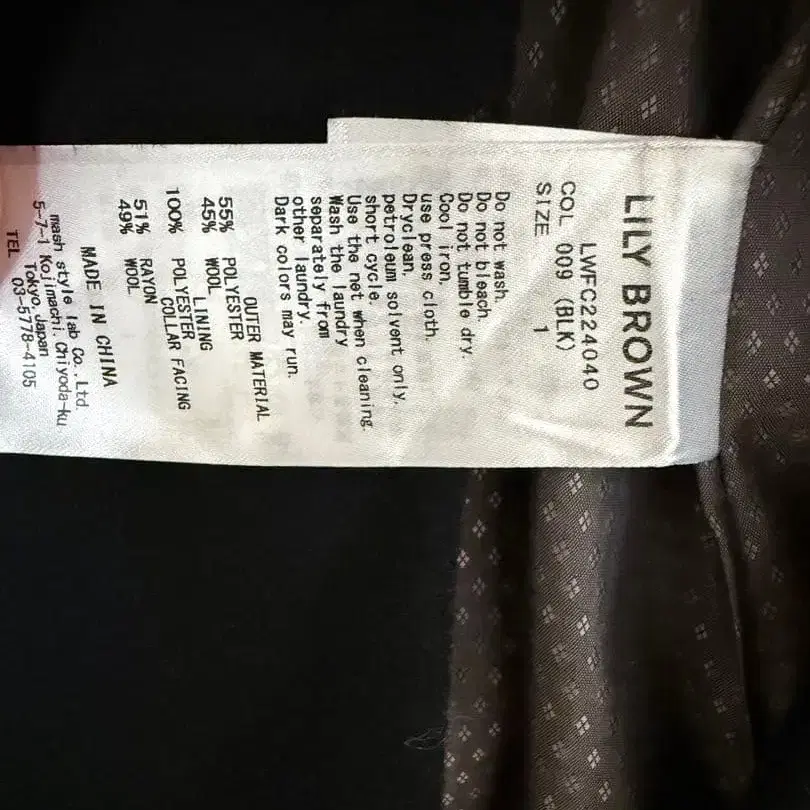 LILY BROWN
LWFC224040
COL 009 (BLK)
SIZE 1
Do not wash.
Do not bleach.
Do not tumble dry.
Cool iron.
use press cloth.
Dryclean.
petroleum solvent only.
short cycle.
Use the net when cleaning.
Wash the laundry
separately from
other laundry.
Dark colors may run.
OUTER MATERIAL
55% POLYESTER
45% WOOL
LINING
100% POLYESTER
COLLAR FACING
51% RAYON
49% WOOL
MADE IN CHINA
mash style lab Co.,Ltd.
5-7-1 Kojimachi, Chiyoda-ku
Tokyo, Japan
TEL 03-5778-4105